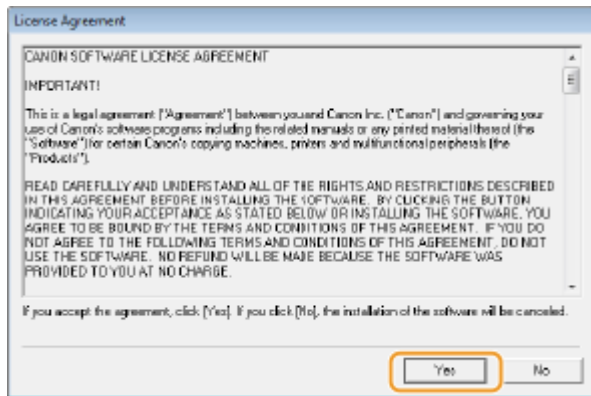 License Agreement
CANON SOFTWARE LICENSE AGREEMENT
IMPORTANT!
This is a legal agreement ("Agreement") between you and Canon Inc. ("Canon") and governing your
use of Canon's software programs including the related manuals or any printed material thereof (the
"Software") for certain Canon's copying machines, printers and multifunctional peripherals (the
"Products").
READ CAREFULLY AND UNDERSTAND ALL OF THE RIGHTS AND RESTRICTIONS DESCRIBED
IN THIS AGREEMENT BEFORE INSTALLING THE SOFTWARE. BY CLICKING THE BUTTON
INDICATING YOUR ACCEPTANCE AS STATED BELOW OR INSTALLING THE SOFTWARE, YOU
AGREE TO BE BOUND BY THE TERMS AND CONDITIONS OF THIS AGREEMENT. IF YOU DO
NOT AGREE TO THE FOLLOWING TERMS AND CONDITIONS OF THIS AGREEMENT, DO NOT
USE THE SOFTWARE. NO REFUND WILL BE MADE BECAUSE THE SOFTWARE WAS
PROVIDED TO YOU AT NO CHARGE.
If you accept the agreement, click [Yes]. If you click [No], the installation of the software will be canceled.
Yes
No